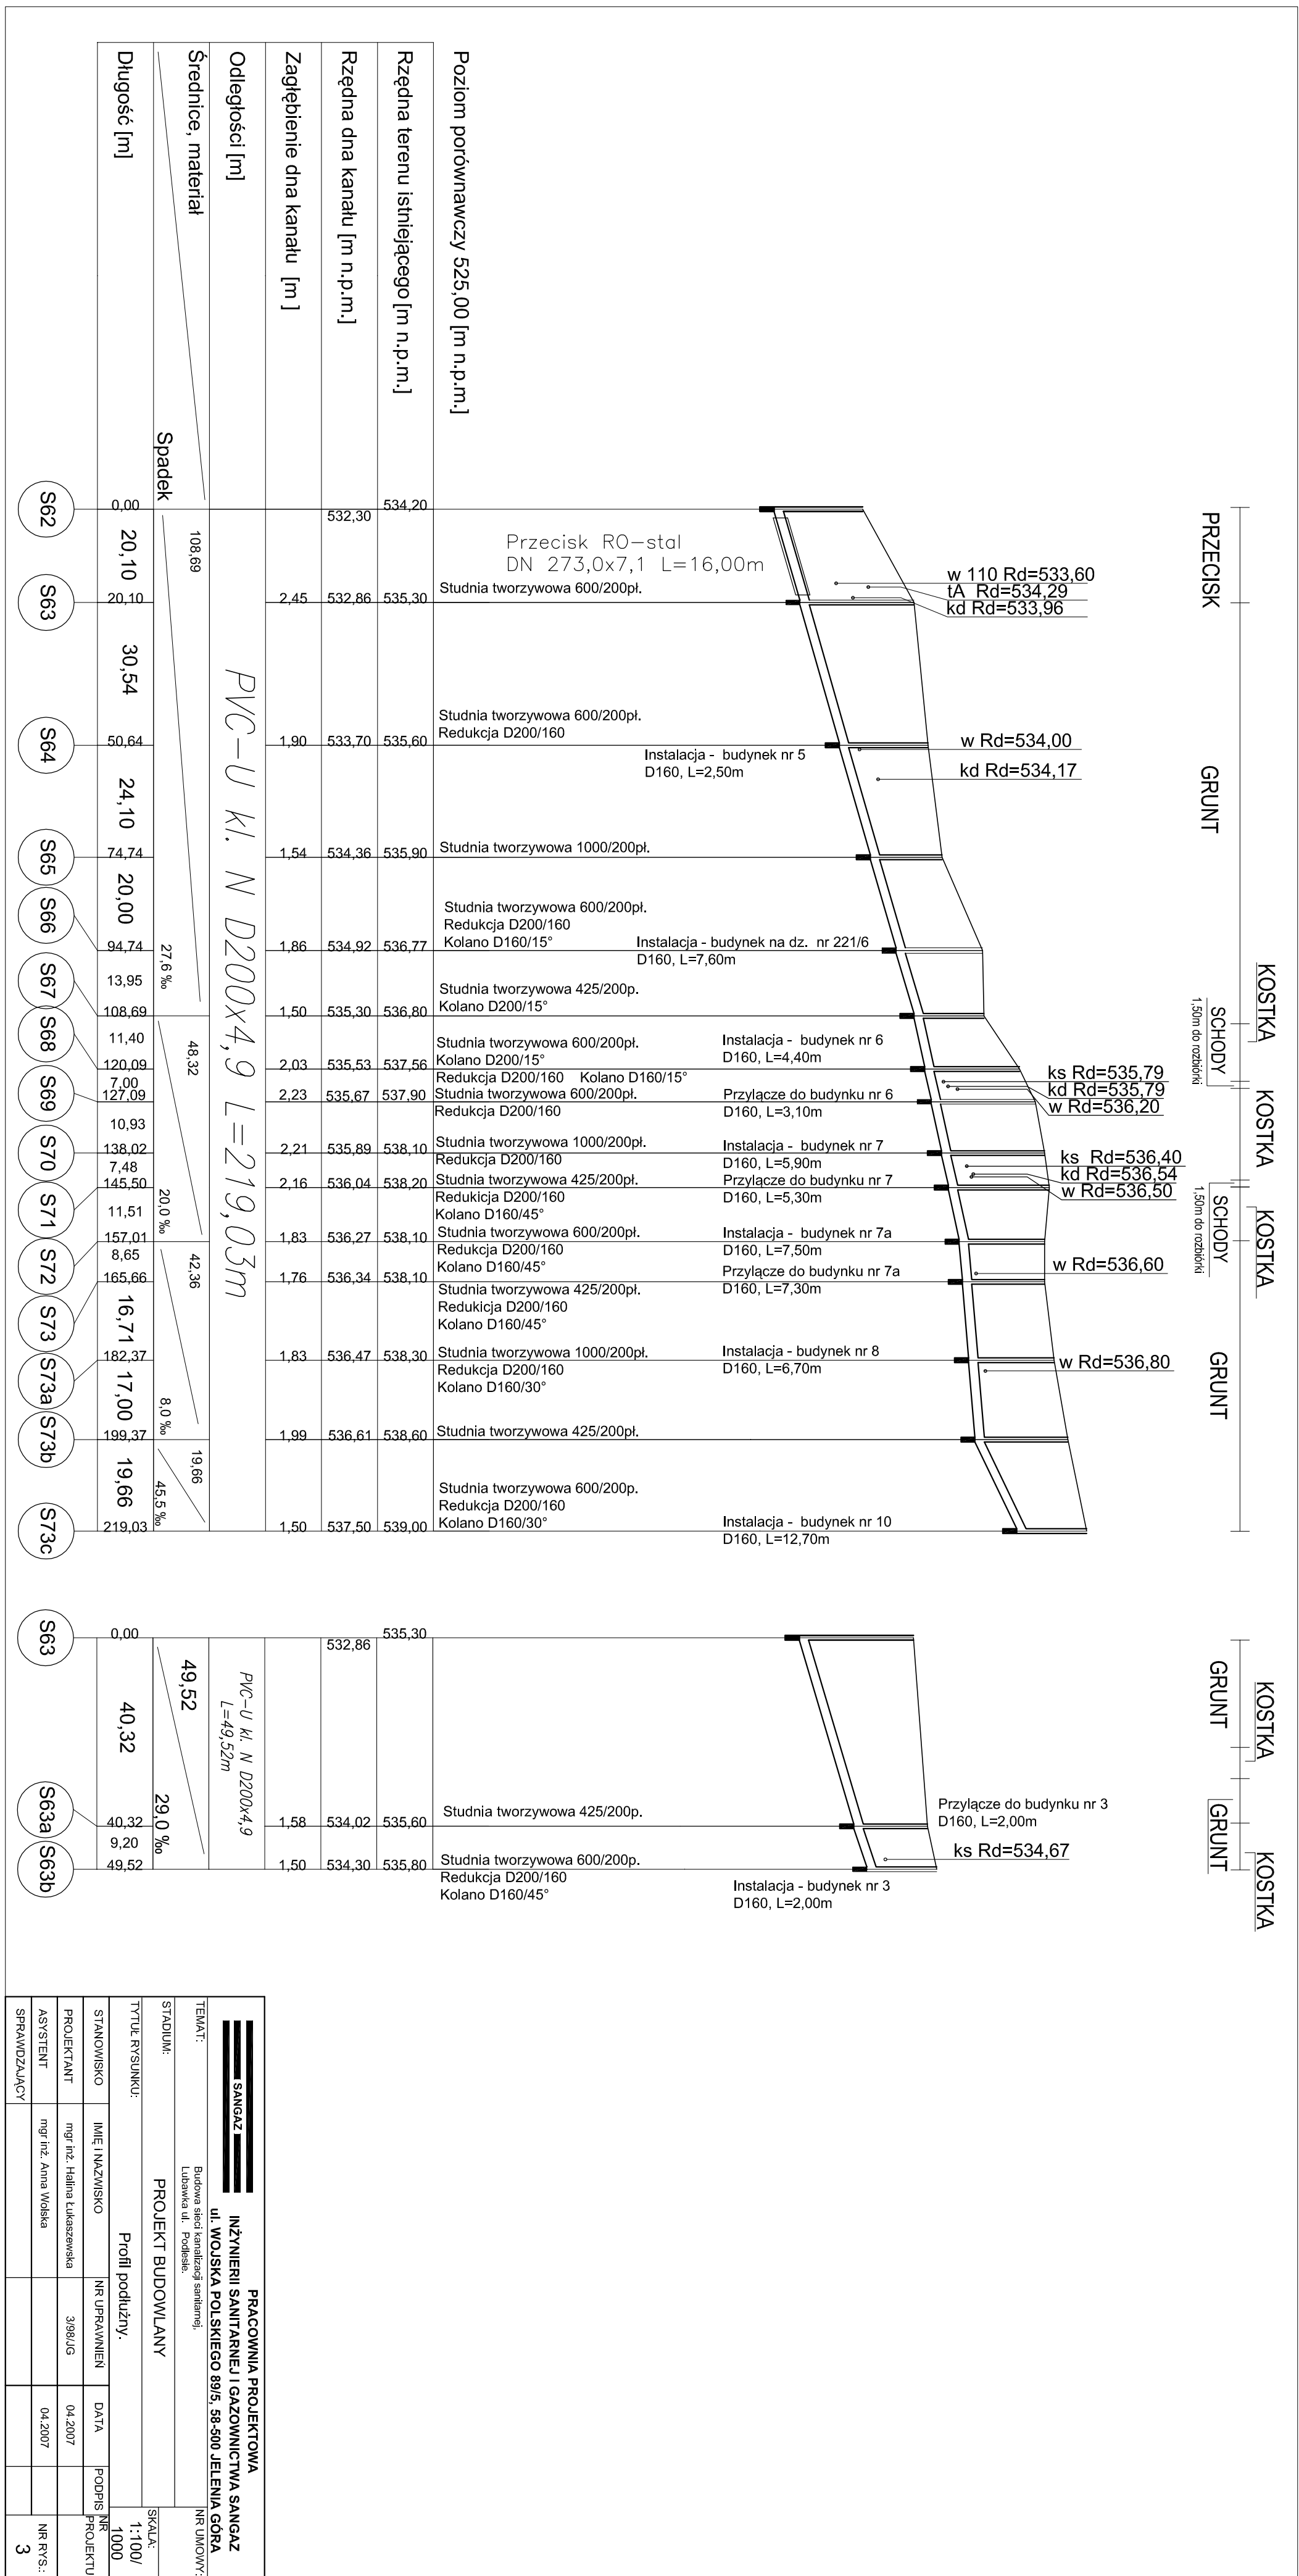 PRZECISK
GRUNT
KOSTKA
SCHODY
1,50m do rozbiórki
KOSTKA
SCHODY
1,50m do rozbiórki
KOSTKA
GRUNT
w 110 Rd=533,60
tA Rd=534,29
kd Rd=533,96
w Rd=534,00
kd Rd=534,17
ks Rd=535,79
kd Rd=535,79
w Rd=536,20
ks Rd=536,40
kd Rd=536,54
w Rd=536,50
w Rd=536,60
w Rd=536,80
Przecisk RO-stal
DN 273,0x7,1 L=16,00m
Studnia tworzywowa 600/200pł.
Studnia tworzywowa 600/200pł.
Redukcja D200/160
Instalacja - budynek nr 5
D160, L=2,50m
Studnia tworzywowa 1000/200pł.
Studnia tworzywowa 600/200pł.
Redukcja D200/160
Kolano D160/15°
Instalacja - budynek na dz. nr 221/6
D160, L=7,60m
Studnia tworzywowa 425/200p.
Kolano D200/15°
Studnia tworzywowa 600/200pł.
Kolano D200/15°
Redukcja D200/160 Kolano D160/15°
Instalacja - budynek nr 6
D160, L=4,40m
Studnia tworzywowa 600/200pł.
Redukcja D200/160
Przyłącze do budynku nr 6
D160, L=3,10m
Studnia tworzywowa 1000/200pł.
Redukcja D200/160
Instalacja - budynek nr 7
D160, L=5,90m
Studnia tworzywowa 425/200pł.
Redukicja D200/160
Kolano D160/45°
Przyłącze do budynku nr 7
D160, L=5,30m
Studnia tworzywowa 600/200pł.
Redukcja D200/160
Kolano D160/45°
Instalacja - budynek nr 7a
D160, L=7,50m
Przyłącze do budynku nr 7a
D160, L=7,30m
Studnia tworzywowa 425/200pł.
Redukicja D200/160
Kolano D160/45°
Studnia tworzywowa 1000/200pł.
Redukcja D200/160
Kolano D160/30°
Instalacja - budynek nr 8
D160, L=6,70m
Studnia tworzywowa 425/200pł.
Studnia tworzywowa 600/200p.
Redukcja D200/160
Kolano D160/30°
Instalacja - budynek nr 10
D160, L=12,70m
Poziom porównawczy 525,00 [m n.p.m.]
Rzędna terenu istniejącego [m n.p.m.]
534,20
535,30
535,60
535,90
536,77
536,80
537,56
537,90
538,10
538,20
538,10
538,10
538,30
538,60
539,00
Rzędna dna kanału [m n.p.m.]
532,30
532,86
533,70
534,36
534,92
535,30
535,53
535,67
535,89
536,04
536,27
536,34
536,47
536,61
537,50
Zagłębienie dna kanału [m ]
2,45
1,90
1,54
1,86
1,50
2,03
2,23
2,21
2,16
1,83
1,76
1,83
1,99
1,50
Odległości [m]
PVC-U kl. N D200x4,9 L=219,03m
Średnice, materiał
108,69
48,32
42,36
19,66
Spadek
27,6 ‰
20,0 ‰
8,0 ‰
45,5 ‰
Długość [m]
0,00
20,10
20,10
30,54
50,64
24,10
74,74
20,00
94,74
13,95
108,69
11,40
120,09
7,00
127,09
10,93
138,02
7,48
145,50
11,51
157,01
8,65
165,66
16,71
182,37
17,00
199,37
19,66
219,03
S62
S63
S64
S65
S66
S67
S68
S69
S70
S71
S72
S73
S73a
S73b
S73c
KOSTKA
GRUNT
GRUNT
KOSTKA
Przyłącze do budynku nr 3
D160, L=2,00m
ks Rd=534,67
Studnia tworzywowa 425/200p.
Studnia tworzywowa 600/200p.
Redukcja D200/160
Kolano D160/45°
Instalacja - budynek nr 3
D160, L=2,00m
535,30
535,60
535,80
532,86
534,02
534,30
1,58
1,50
PVC-U kl. N D200x4,9
L=49,52m
49,52
29,0 ‰
0,00
40,32
40,32
9,20
49,52
S63
S63a
S63b
SANGAZ
PRACOWNIA PROJEKTOWA
INŻYNIERII SANITARNEJ I GAZOWNICTWA SANGAZ
ul. WOJSKA POLSKIEGO 89/5, 58-500 JELENIA GÓRA
TEMAT:
Budowa sieci kanalizacji sanitarnej,
Lubawka ul. Podlesie.
NR UMOWY:
STADIUM:
PROJEKT BUDOWLANY
SKALA:
1:100/
1000
TYTUŁ RYSUNKU:
Profil podłużny.
STANOWISKO
IMIĘ I NAZWISKO
NR UPRAWNIEŃ
DATA
PODPIS
NR
PROJEKTU
PROJEKTANT
mgr inż. Halina Łukaszewska
3/98/JG
04.2007
ASYSTENT
mgr inż. Anna Wolska
04.2007
NR RYS.:
3
SPRAWDZAJĄCY